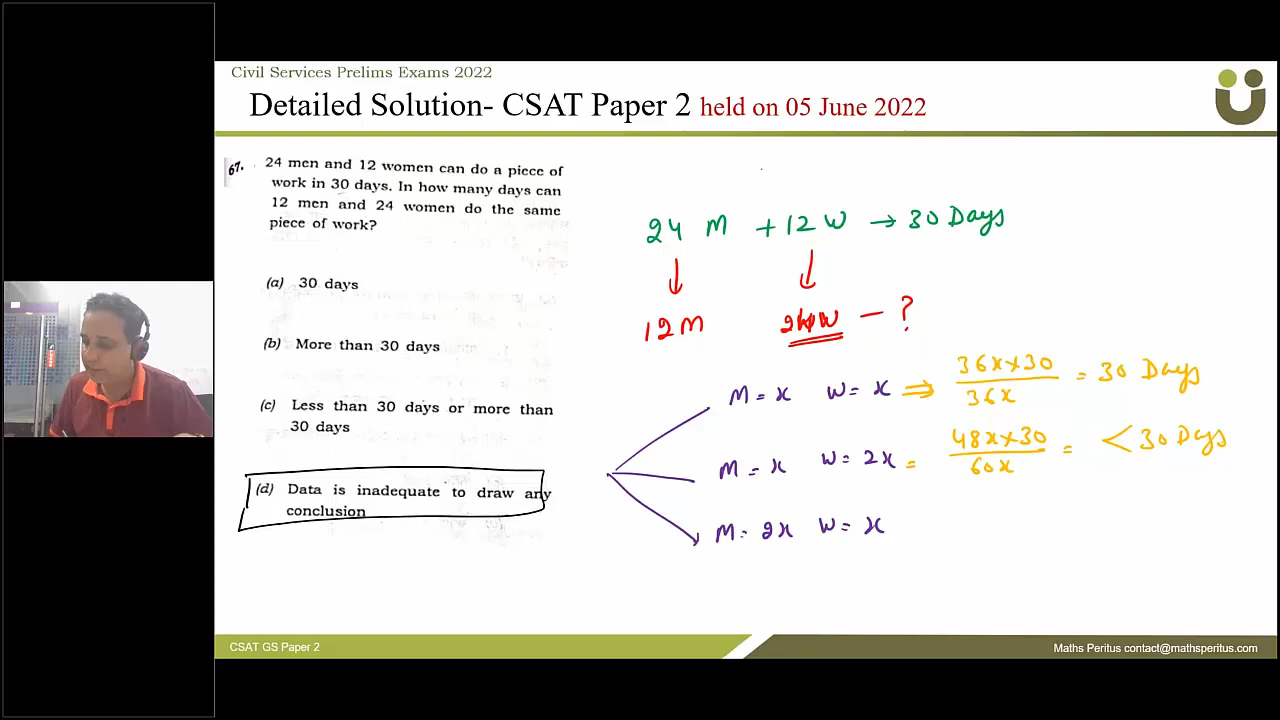 Civil Services Prelims Exams 2022
Detailed Solution- CSAT Paper 2 held on 05 June 2022
67. 24 men and 12 women can do a piece of
work in 30 days. In how many days can
12 men and 24 women do the same
piece of work?
(a) 30 days
(b) More than 30 days
(c) Less than 30 days or more than
30 days
(d) Data is inadequate to draw any
conclusion
24 M + 12 W → 30 Days
↓ ↓
12M 24W - ?
M = x W = x ⇒ 36x×30 / 36x = 30 Days
M = x W = 2x = 48x×30 / 60x = < 30 Days
M = 2x W = x
CSAT GS Paper 2
Maths Peritus contact@mathsperitus.com